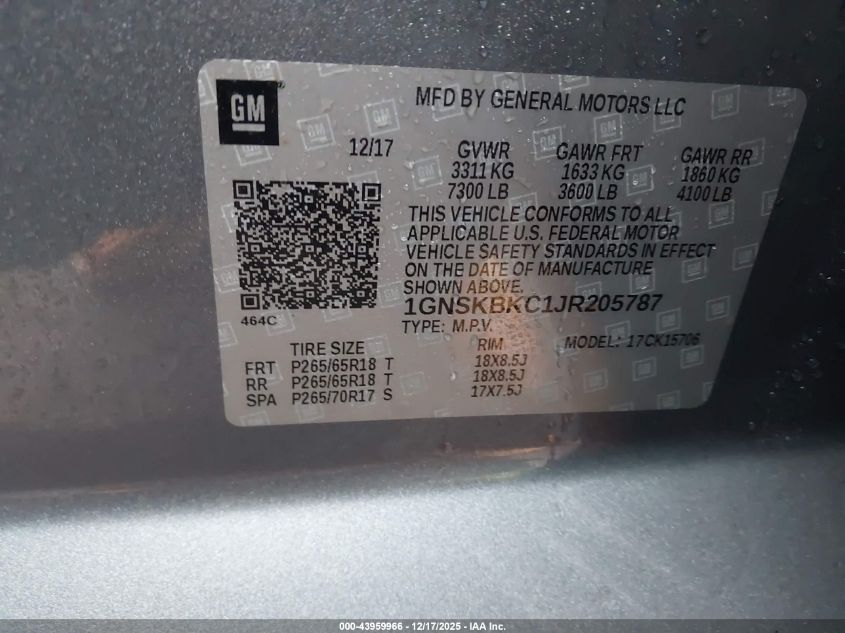 GM
MFD BY GENERAL MOTORS LLC
12/17
GVWR GAWR FRT GAWR RR
3311 KG 1633 KG 1860 KG
7300 LB 3600 LB 4100 LB
THIS VEHICLE CONFORMS TO ALL
APPLICABLE U.S. FEDERAL MOTOR
VEHICLE SAFETY STANDARDS IN EFFECT
ON THE DATE OF MANUFACTURE
SHOWN ABOVE.
1GNSKBKC1JR205787
464C
TYPE: M.P.V.
MODEL: 17CK15706
TIRE SIZE RIM
FRT P265/65R18 T 18X8.5J
RR P265/65R18 T 18X8.5J
SPA P265/70R17 S 17X7.5J
000-43959966 - 12/17/2025 - IAA Inc.